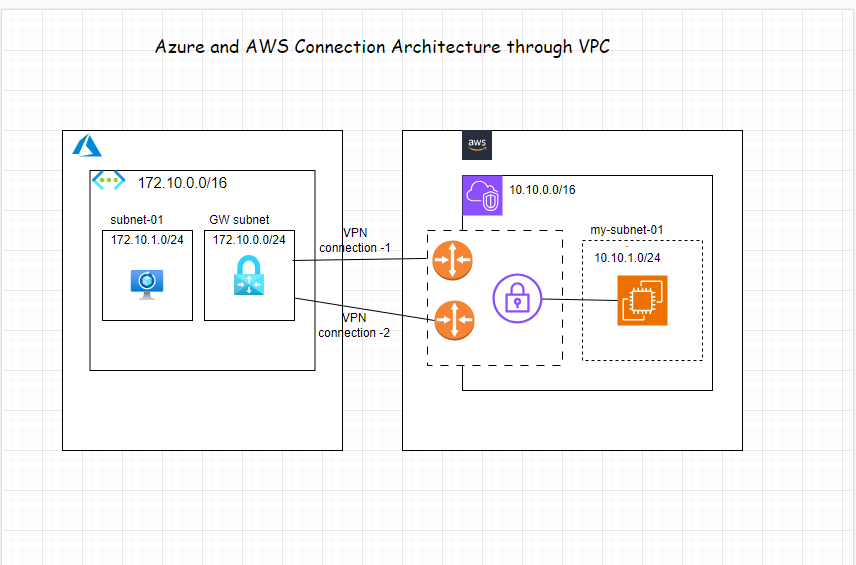 Azure and AWS Connection Architecture through VPC
aws
172.10.0.0/16
10.10.0.0/16
subnet-01
GW subnet
172.10.1.0/24
172.10.0.0/24
VPN
connection -1
VPN
connection -2
my-subnet-01
10.10.1.0/24